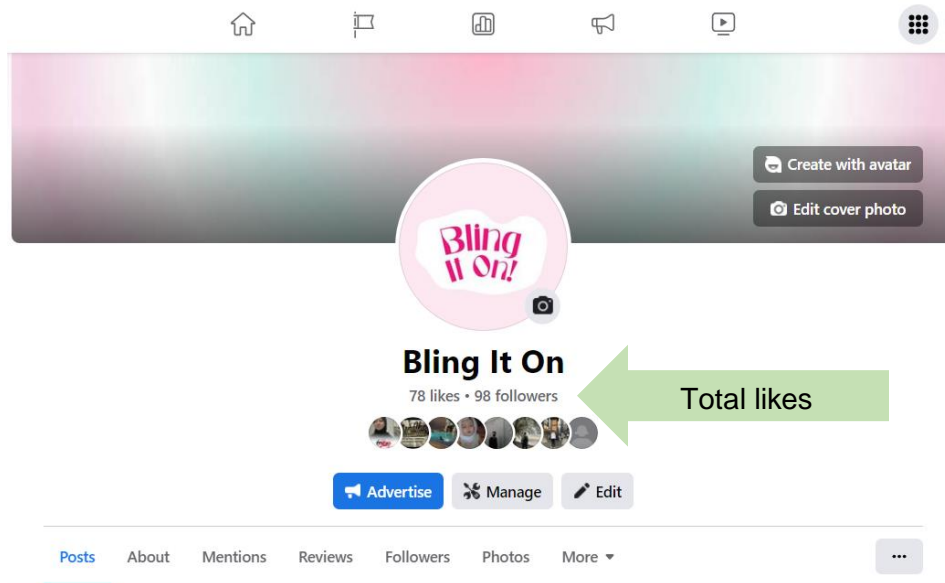 Create with avatar
Edit cover photo
Bling
It On!
Bling It On
78 likes • 98 followers
Total likes
Advertise
Manage
Edit
Posts About Mentions Reviews Followers Photos More